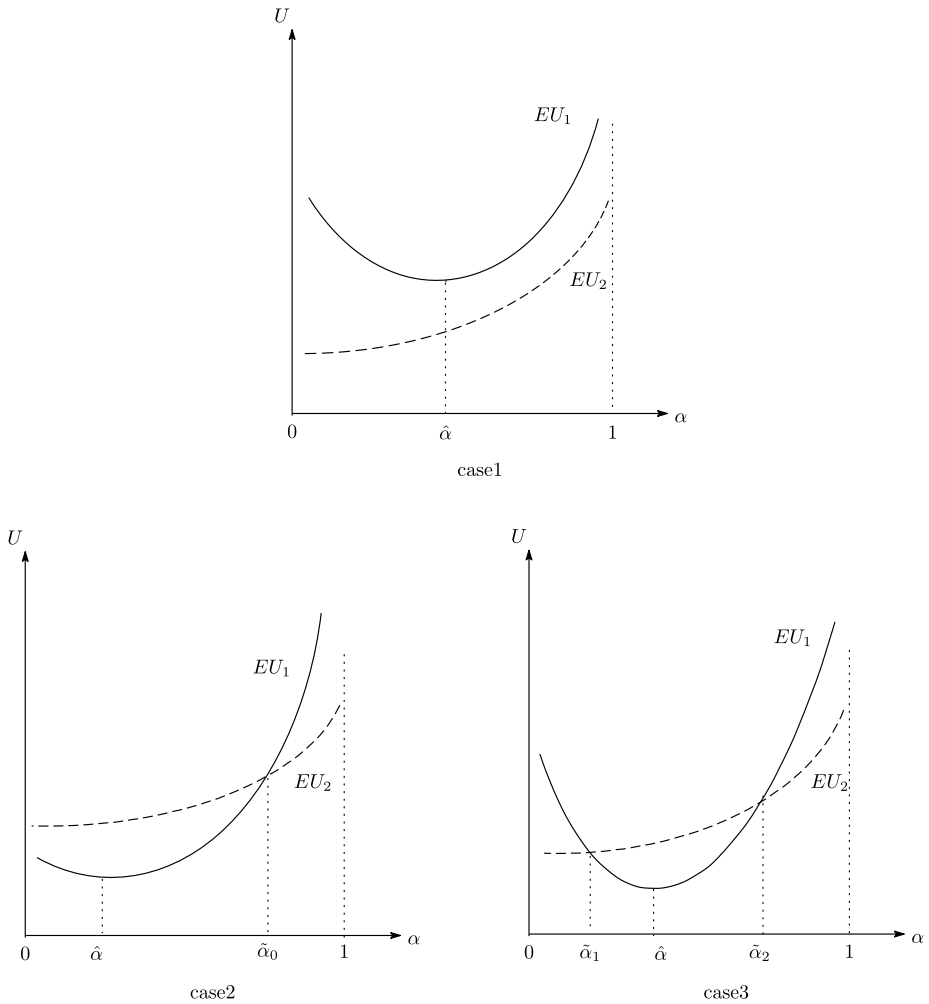 U
EU₁
EU₂
α
0 α̂ 1
case1
U
EU₁
EU₂
α
0 α̂ α̃₀ 1
case2
U
EU₁
EU₂
α
0 α̃₁ α̂ α̃₂ 1
case3